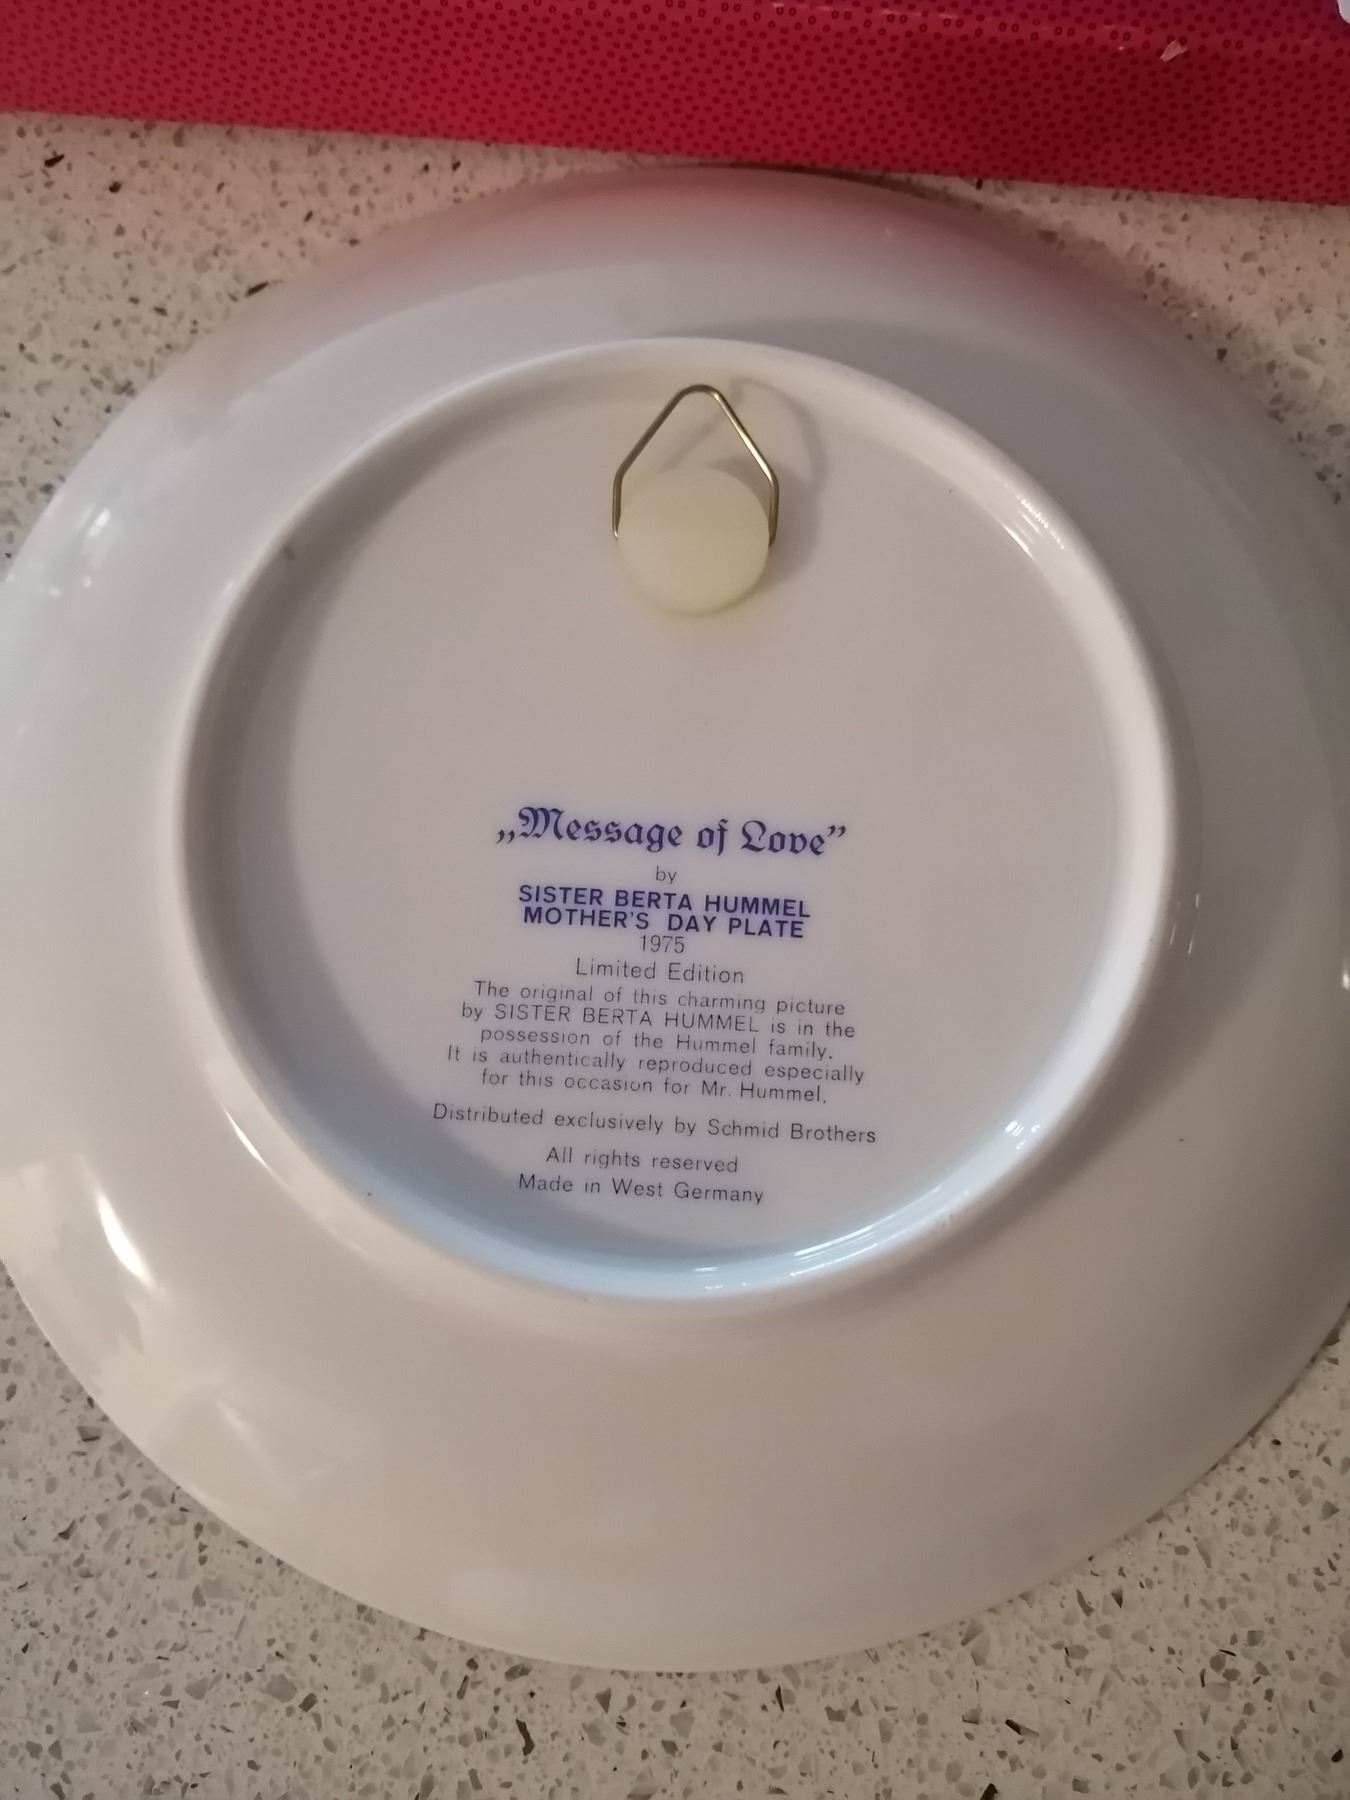 „Message of Love”
by
SISTER BERTA HUMMEL
MOTHER'S DAY PLATE
1975
Limited Edition
The original of this charming picture
by SISTER BERTA HUMMEL is in the
possession of the Hummel family.
It is authentically reproduced especially
for this occasion for Mr. Hummel.
Distributed exclusively by Schmid Brothers
All rights reserved
Made in West Germany